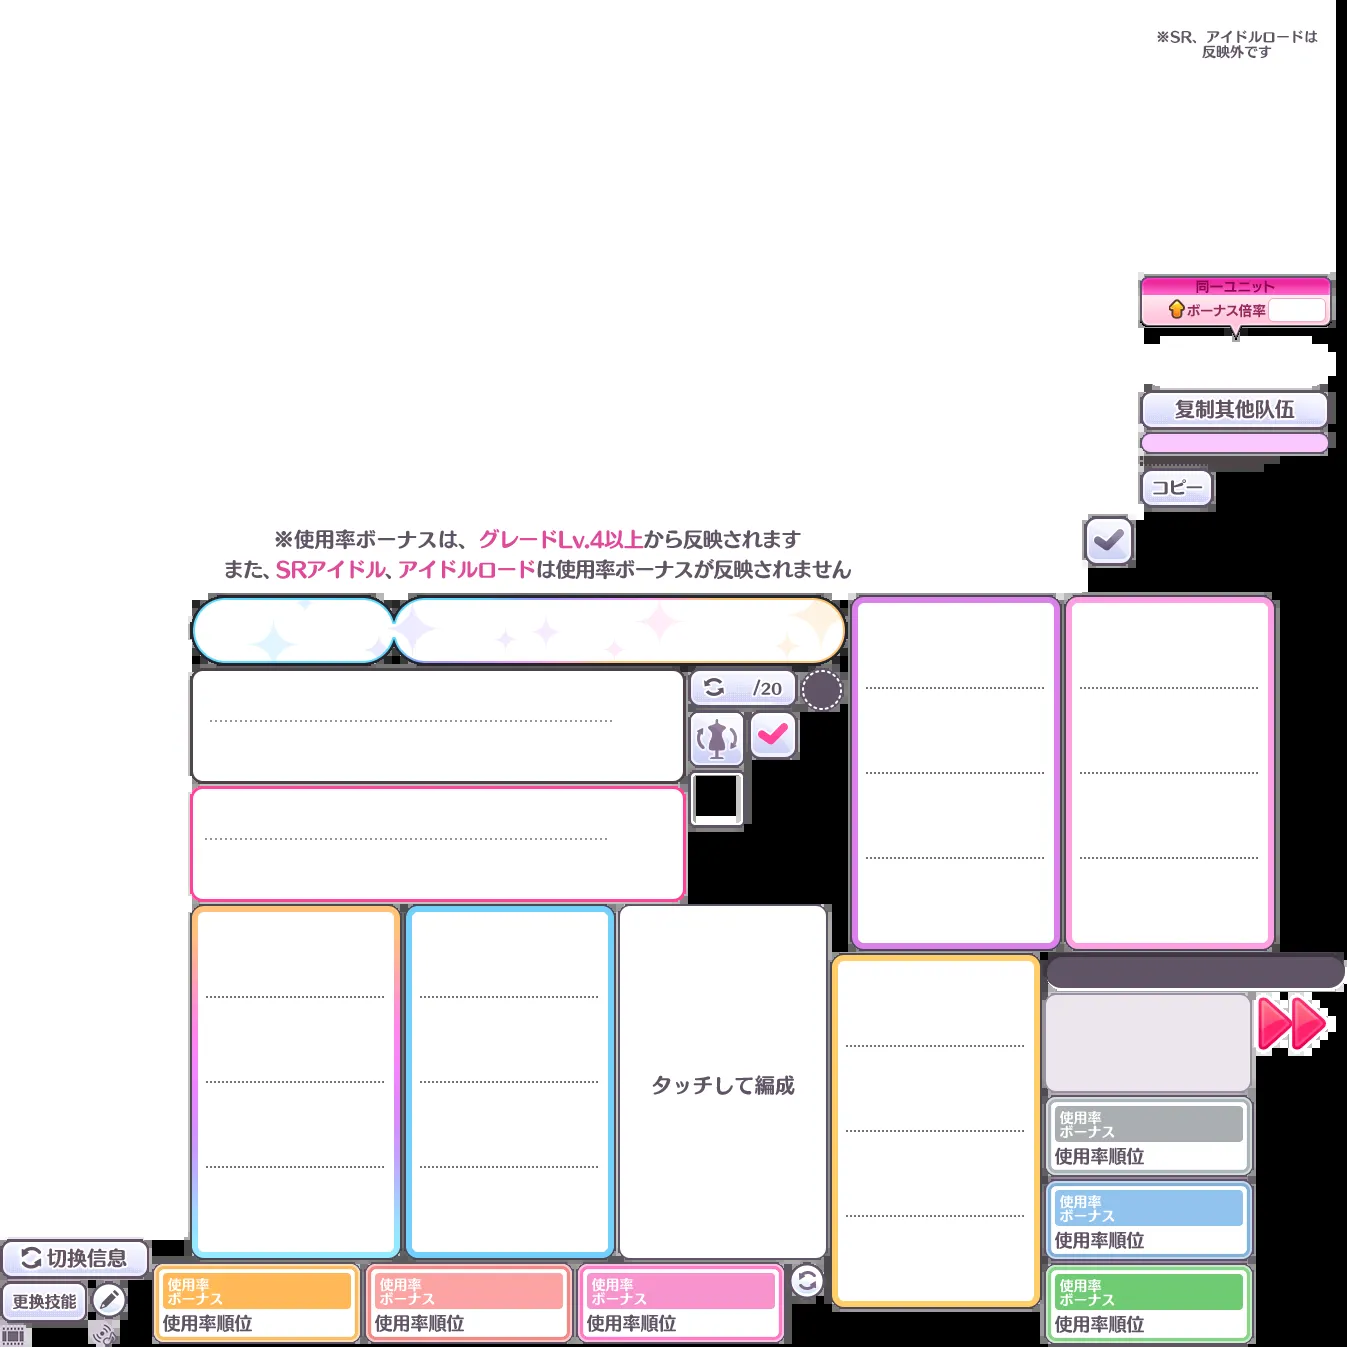 ※SR、アイドルロードは
反映外です
同一ユニット
ボーナス倍率
复制其他队伍
コピー
※使用率ボーナスは、グレードLv.4以上から反映されます
また、SRアイドル、アイドルロードは使用率ボーナスが反映されません
/20
タッチして編成
使用率
ボーナス
使用率順位
使用率
ボーナス
使用率順位
切换信息
更换技能
使用率
ボーナス
使用率順位
使用率
ボーナス
使用率順位
使用率
ボーナス
使用率順位
使用率
ボーナス
使用率順位